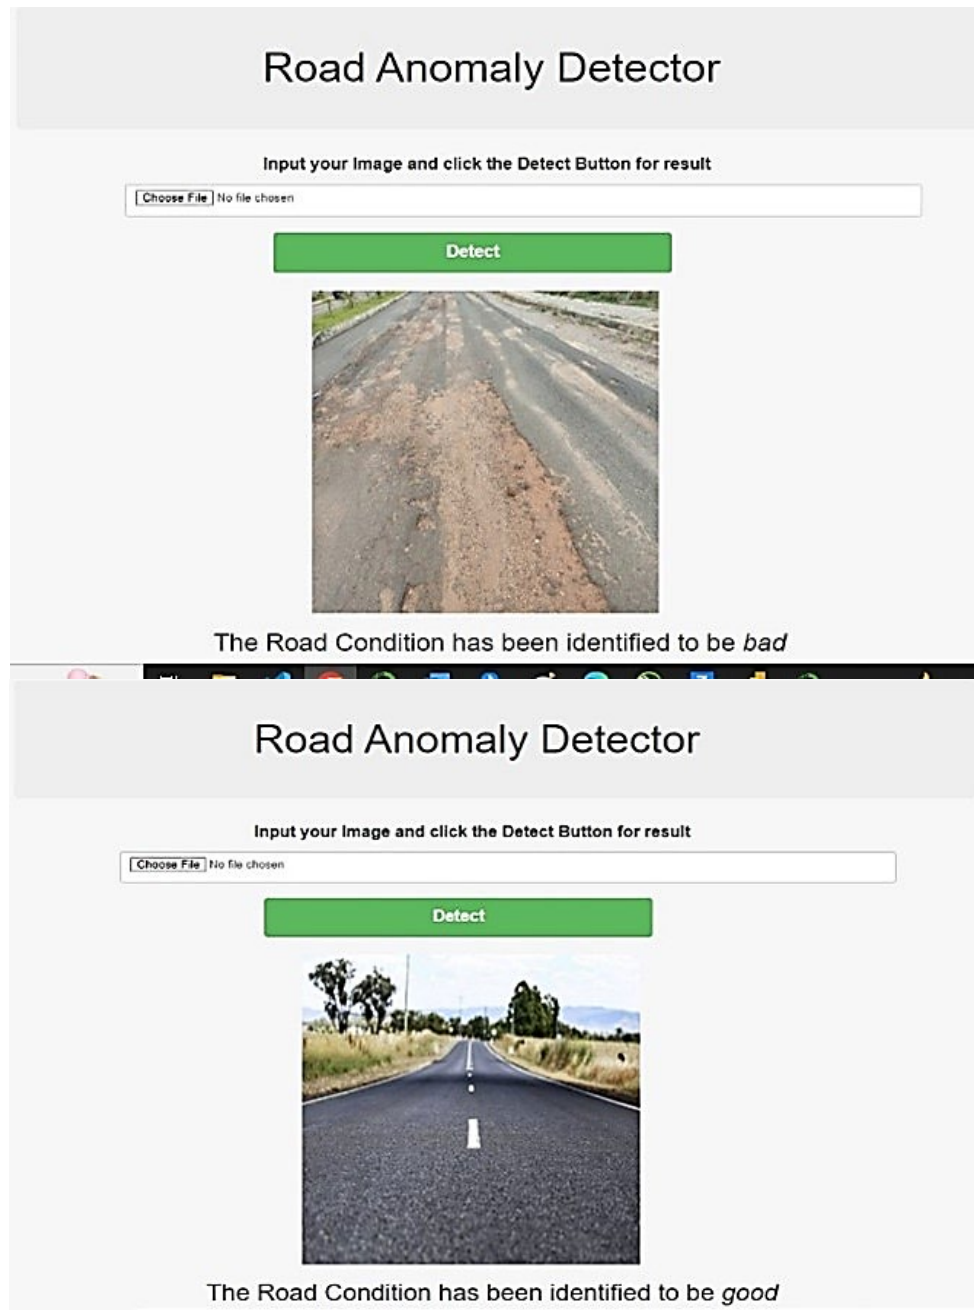 Road Anomaly Detector
Input your Image and click the Detect Button for result
Choose File No file chosen
Detect
The Road Condition has been identified to be bad
Road Anomaly Detector
Input your Image and click the Detect Button for result
Choose File No file chosen
Detect
The Road Condition has been identified to be good